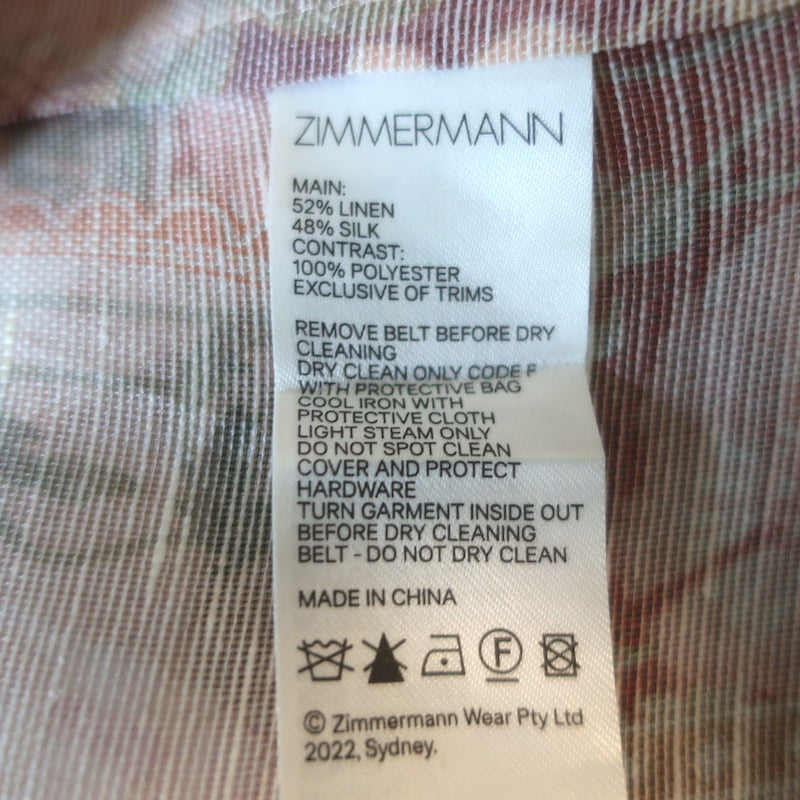 ZIMMERMANN
MAIN:
52% LINEN
48% SILK
CONTRAST:
100% POLYESTER
EXCLUSIVE OF TRIMS
REMOVE BELT BEFORE DRY
CLEANING
DRY CLEAN ONLY CODE F
WITH PROTECTIVE BAG
COOL IRON WITH
PROTECTIVE CLOTH
LIGHT STEAM ONLY
DO NOT SPOT CLEAN
COVER AND PROTECT
HARDWARE
TURN GARMENT INSIDE OUT
BEFORE DRY CLEANING
BELT - DO NOT DRY CLEAN
MADE IN CHINA
F
© Zimmermann Wear Pty Ltd
2022, Sydney.